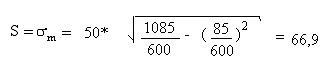 S = σm = 50* √ 1085/600 - (85/600)² = 66,9